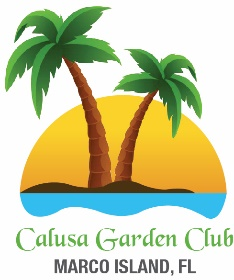 Calusa Garden Club
MARCO ISLAND, FL